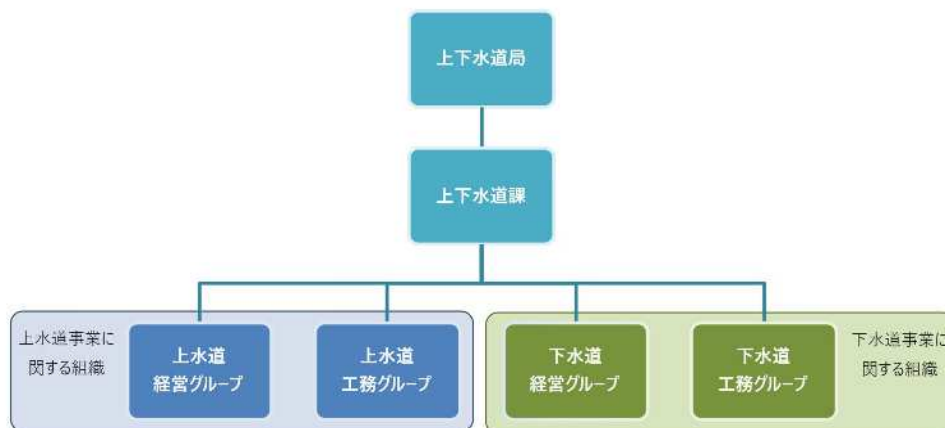 上下水道局
上下水道課
上水道事業に
関する組織
上水道
経営グループ
上水道
工務グループ
下水道
経営グループ
下水道
工務グループ
下水道事業に
関する組織